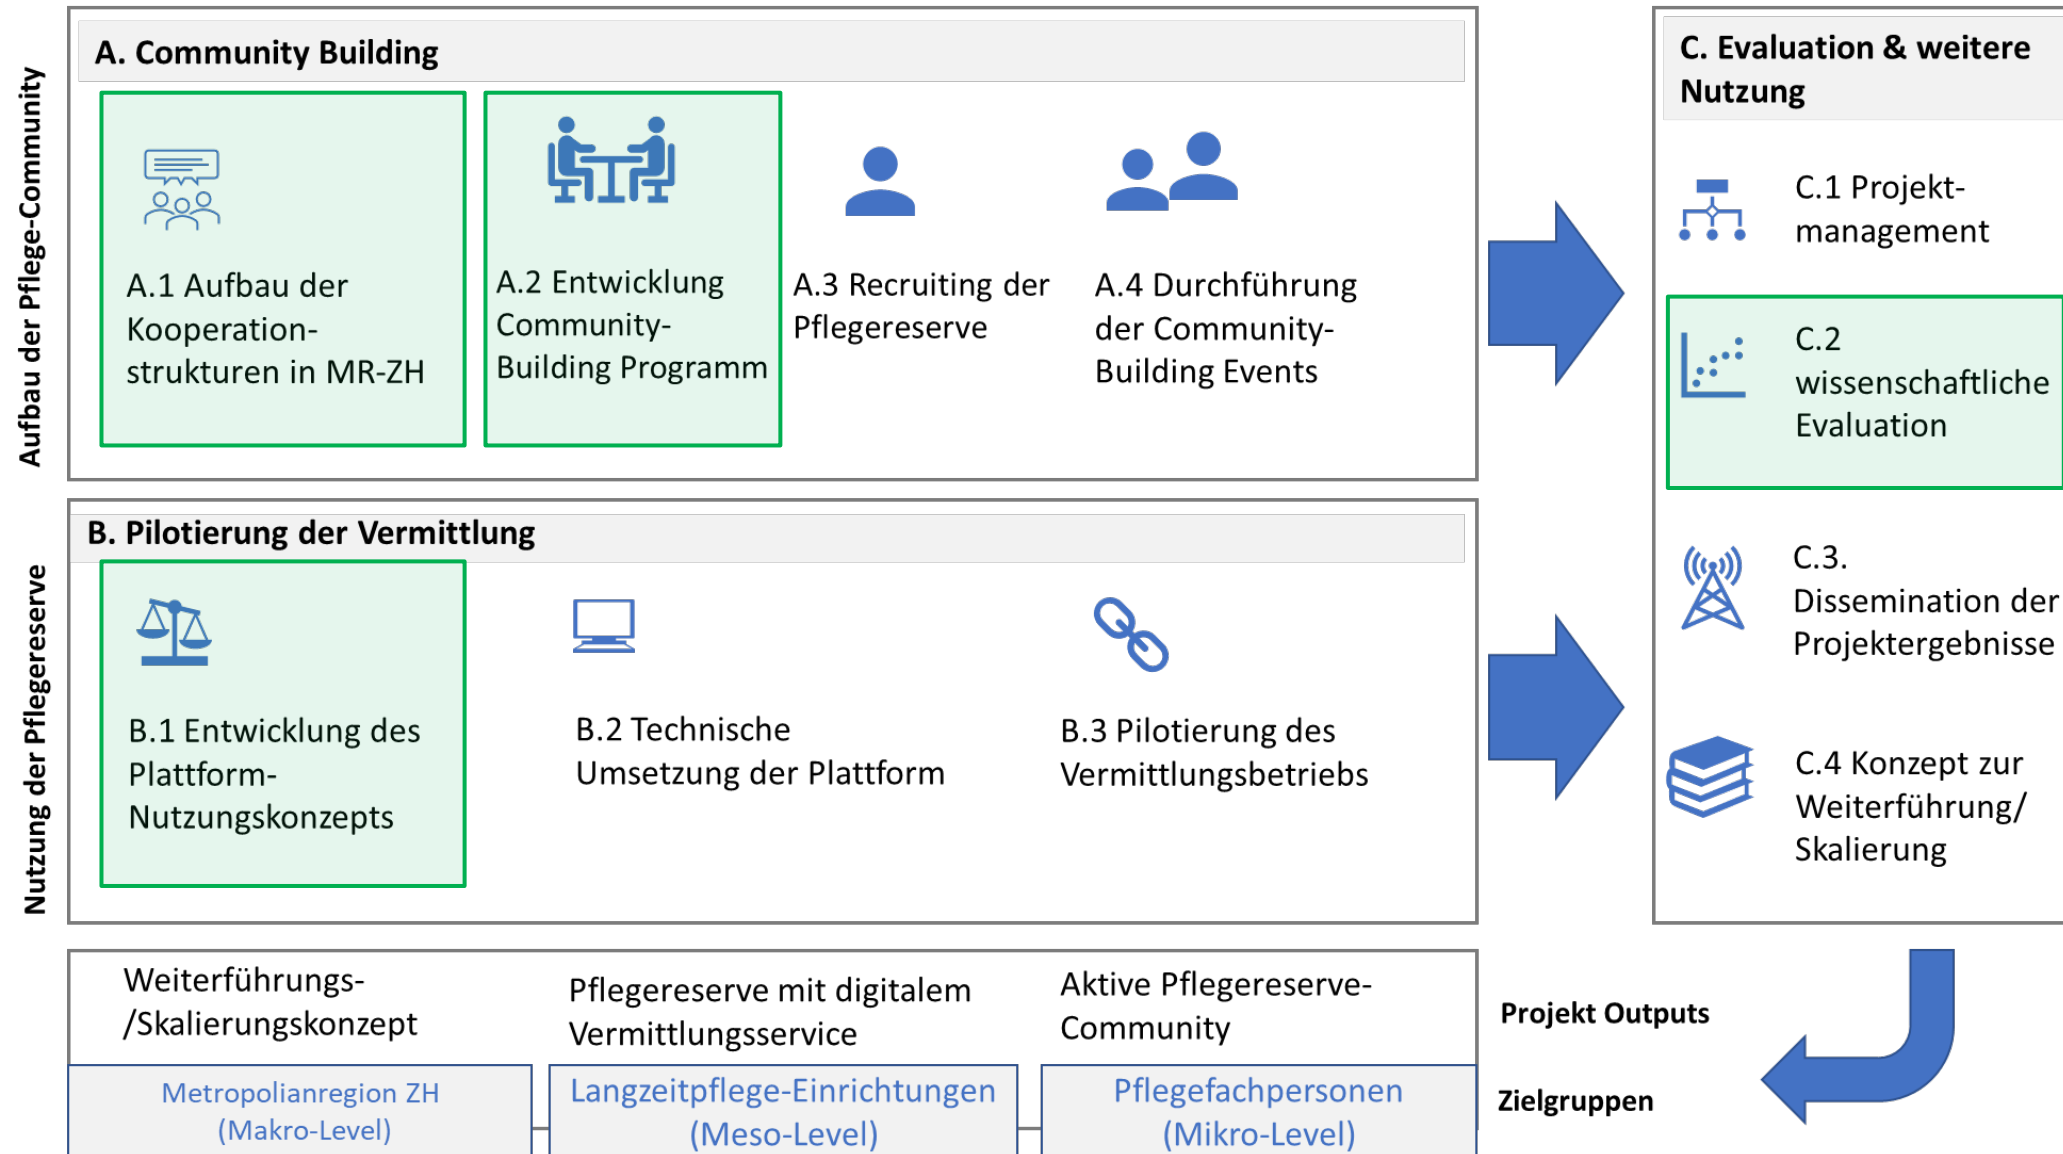 Aufbau der Pflege-Community
A. Community Building
A.1 Aufbau der
Kooperation-
strukturen in MR-ZH
A.2 Entwicklung
Community-
Building Programm
A.3 Recruiting der
Pflegereserve
A.4 Durchführung
der Community-
Building Events
Nutzung der Pflegereserve
B. Pilotierung der Vermittlung
B.1 Entwicklung des
Plattform-
Nutzungskonzepts
B.2 Technische
Umsetzung der Plattform
B.3 Pilotierung des
Vermittlungsbetriebs
C. Evaluation & weitere
Nutzung
C.1 Projekt-
management
C.2
wissenschaftliche
Evaluation
C.3.
Dissemination der
Projektergebnisse
C.4 Konzept zur
Weiterführung/
Skalierung
Weiterführungs-
/Skalierungskonzept
Pflegereserve mit digitalem
Vermittlungsservice
Aktive Pflegereserve-
Community
Projekt Outputs
Metropolianregion ZH
(Makro-Level)
Langzeitpflege-Einrichtungen
(Meso-Level)
Pflegefachpersonen
(Mikro-Level)
Zielgruppen